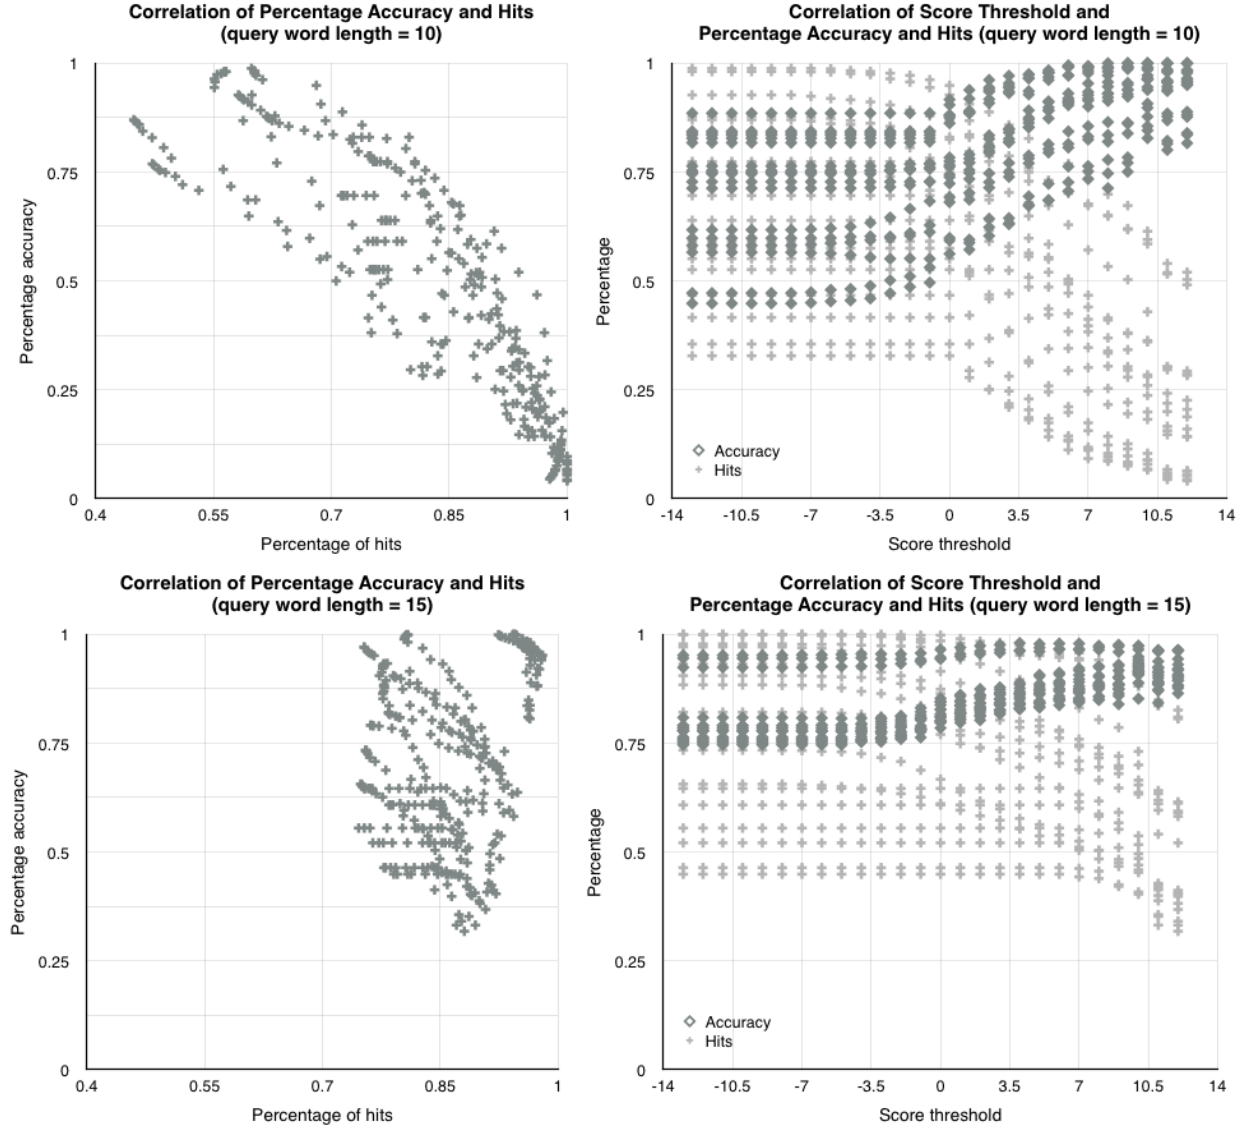 Correlation of Percentage Accuracy and Hits
(query word length = 10)
1
0.75
0.5
0.25
0
Percentage accuracy
0.4 0.55 0.7 0.85 1
Percentage of hits
Correlation of Score Threshold and
Percentage Accuracy and Hits (query word length = 10)
1
0.75
0.5
0.25
0
Percentage
Accuracy
Hits
-14 -10.5 -7 -3.5 0 3.5 7 10.5 14
Score threshold
Correlation of Percentage Accuracy and Hits
(query word length = 15)
1
0.75
0.5
0.25
0
Percentage accuracy
0.4 0.55 0.7 0.85 1
Percentage of hits
Correlation of Score Threshold and
Percentage Accuracy and Hits (query word length = 15)
1
0.75
0.5
0.25
0
Percentage
Accuracy
Hits
-14 -10.5 -7 -3.5 0 3.5 7 10.5 14
Score threshold